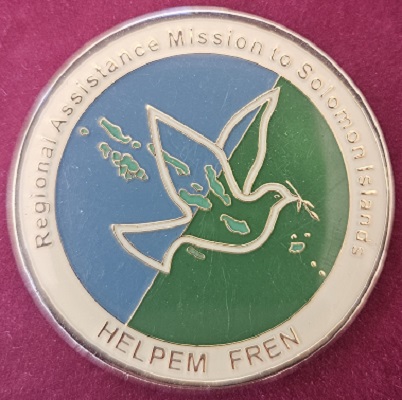 Regional Assistance Mission to Solomon Islands
HELPEM FREN